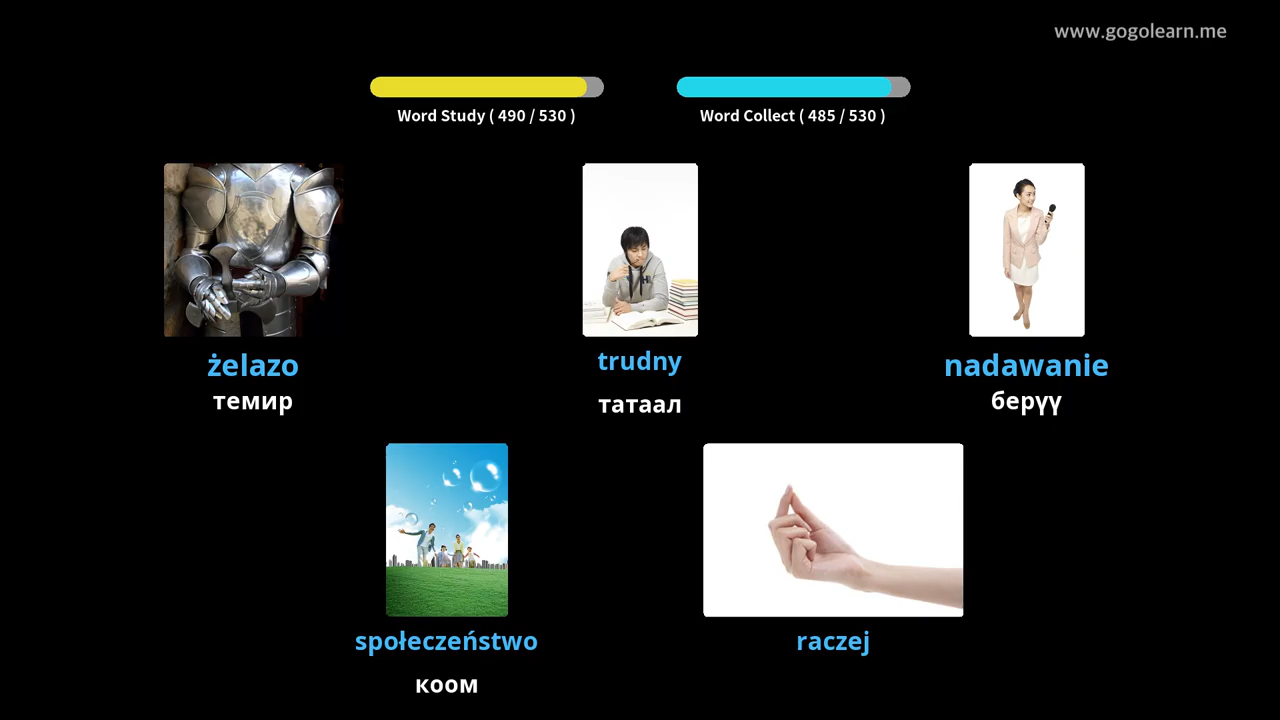 www.gogolearn.me
Word Study ( 490 / 530 )
Word Collect ( 485 / 530 )
żelazo
темир
trudny
татаал
nadawanie
берүү
społeczeństwo
коом
raczej